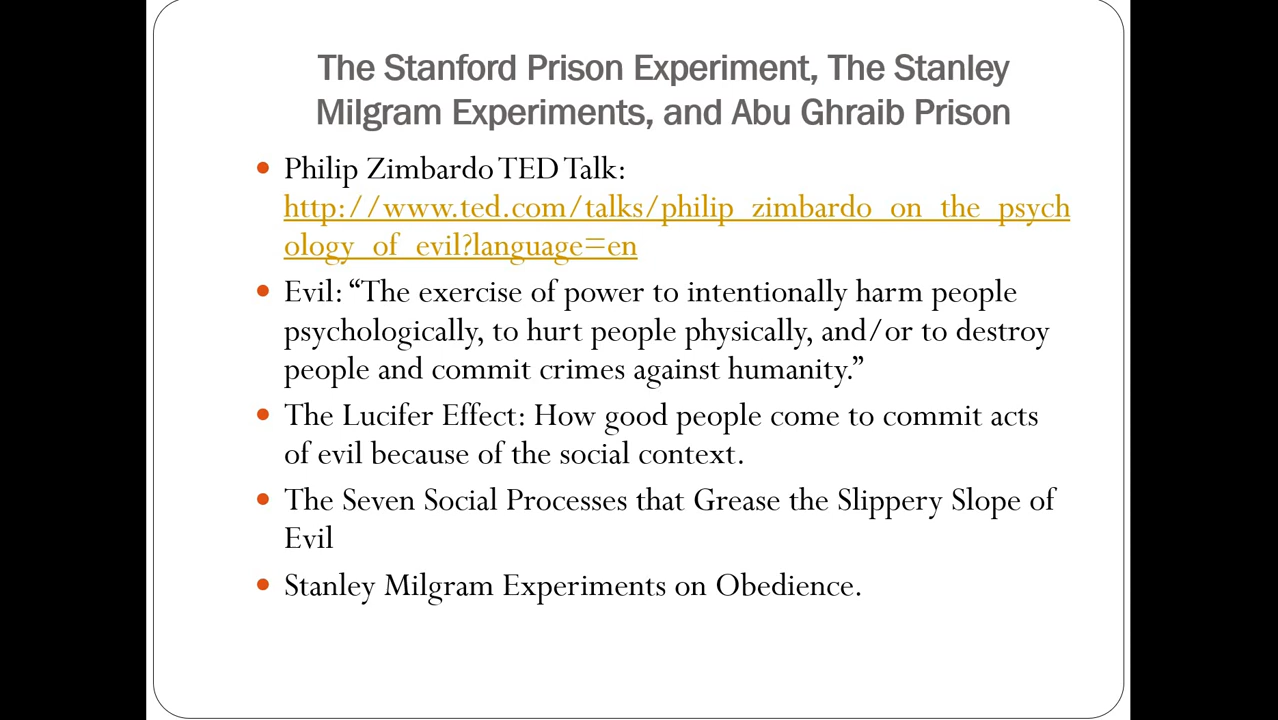 The Stanford Prison Experiment, The Stanley
Milgram Experiments, and Abu Ghraib Prison
• Philip Zimbardo TED Talk:
http://www.ted.com/talks/philip_zimbardo_on_the_psych
ology_of_evil?language=en
• Evil: “The exercise of power to intentionally harm people
psychologically, to hurt people physically, and/or to destroy
people and commit crimes against humanity.”
• The Lucifer Effect: How good people come to commit acts
of evil because of the social context.
• The Seven Social Processes that Grease the Slippery Slope of
Evil
• Stanley Milgram Experiments on Obedience.